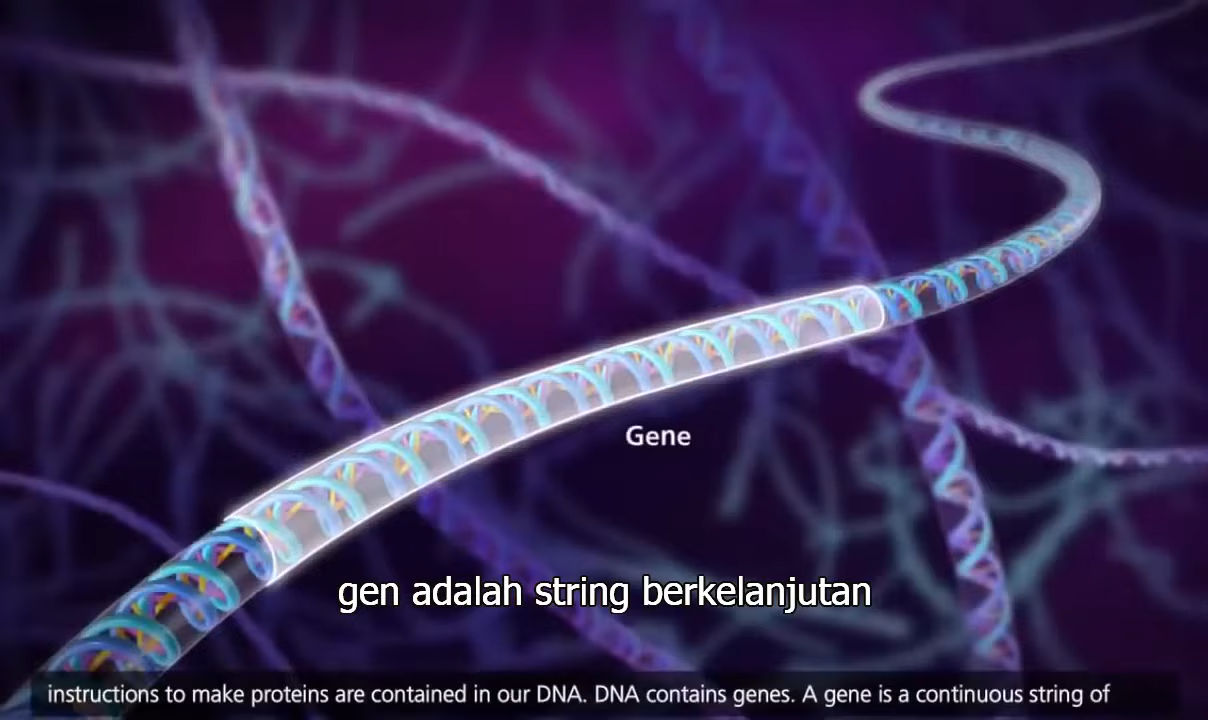 Gene
gen adalah string berkelanjutan
instructions to make proteins are contained in our DNA. DNA contains genes. A gene is a continuous string of